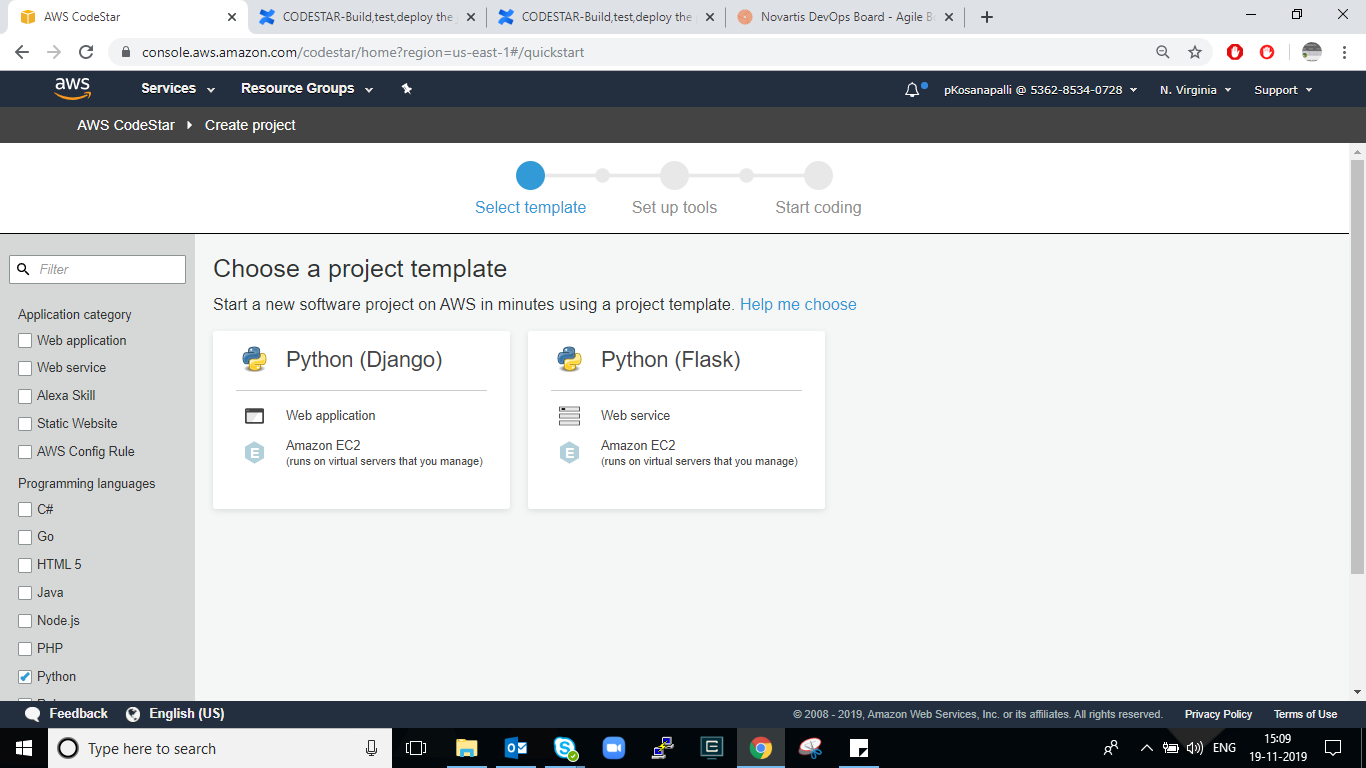 AWS CodeStar
CODESTAR-Build,test,deploy the
CODESTAR-Build,test,deploy the
Novartis DevOps Board - Agile B
console.aws.amazon.com/codestar/home?region=us-east-1#/quickstart
aws
Services
Resource Groups
pKosanapalli @ 5362-8534-0728
N. Virginia
Support
AWS CodeStar
Create project
Select template
Set up tools
Start coding
Filter
Application category
Web application
Web service
Alexa Skill
Static Website
AWS Config Rule
Programming languages
C#
Go
HTML 5
Java
Node.js
PHP
Python
Choose a project template
Start a new software project on AWS in minutes using a project template. Help me choose
Python (Django)
Web application
E
Amazon EC2
(runs on virtual servers that you manage)
Python (Flask)
Web service
E
Amazon EC2
(runs on virtual servers that you manage)
Feedback
English (US)
© 2008 - 2019, Amazon Web Services, Inc. or its affiliates. All rights reserved.
Privacy Policy
Terms of Use
Type here to search
ENG
15:09
19-11-2019